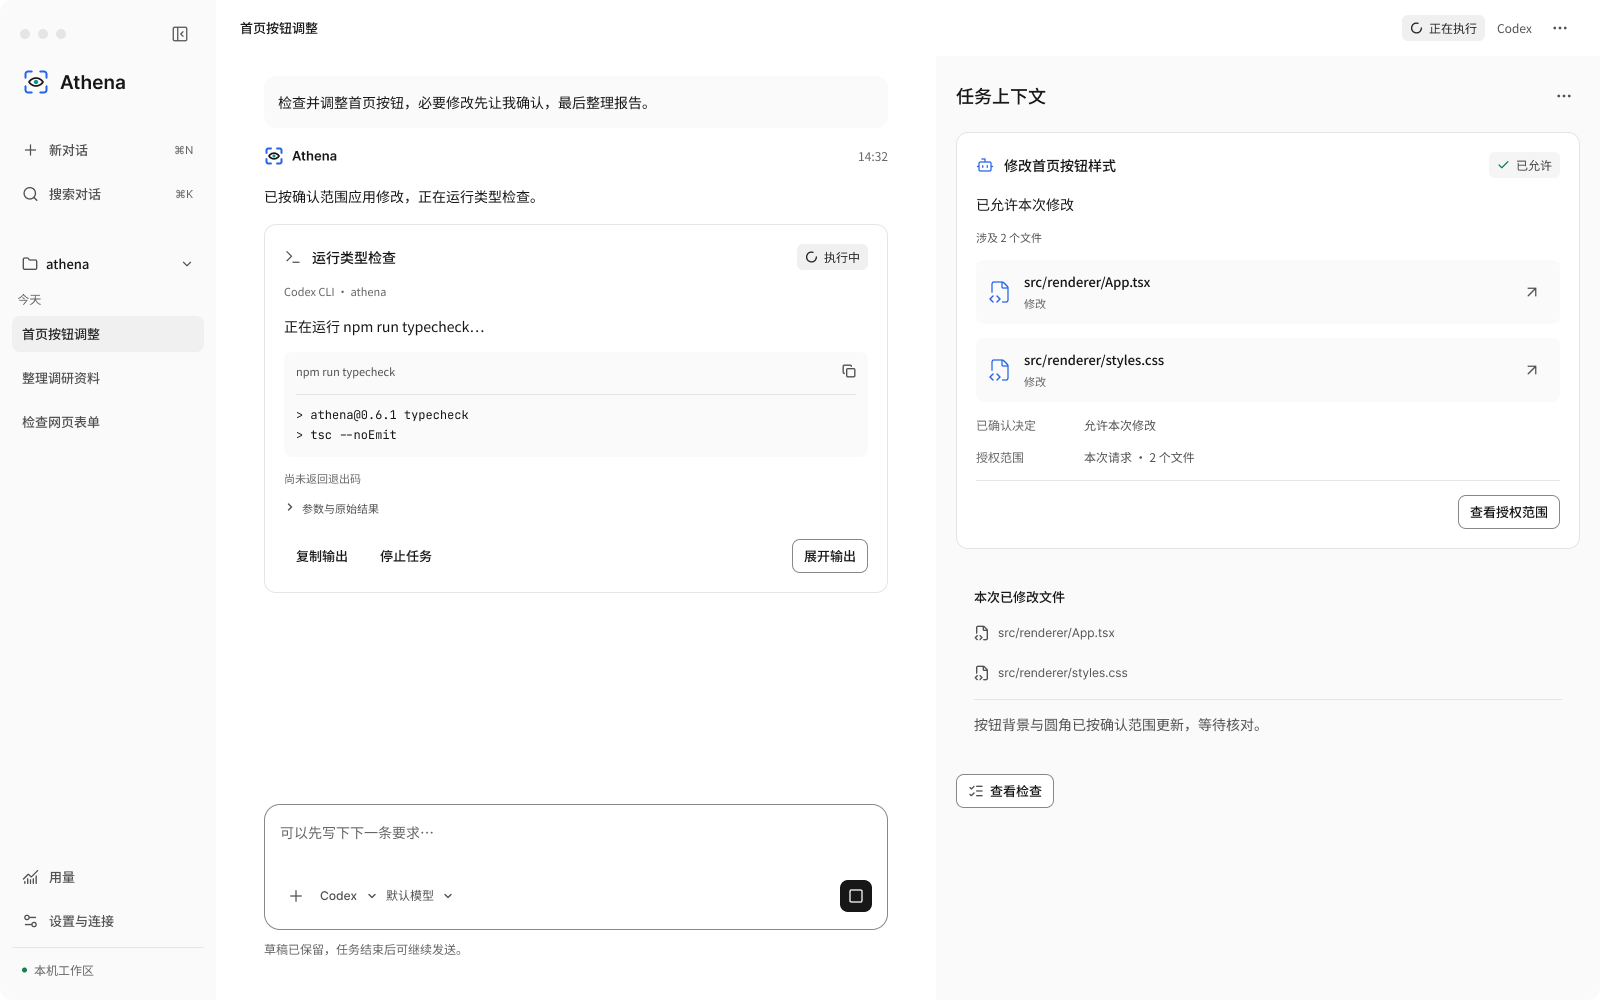 Athena
新对话 ⌘N
搜索对话 ⌘K
athena
今天
首页按钮调整
整理调研资料
检查网页表单
用量
设置与连接
本机工作区
首页按钮调整
正在执行 Codex
检查并调整首页按钮，必要修改先让我确认，最后整理报告。
Athena 14:32
已按确认范围应用修改，正在运行类型检查。
运行类型检查 执行中
Codex CLI • athena
正在运行 npm run typecheck…
npm run typecheck
> athena@0.6.1 typecheck
> tsc --noEmit
尚未返回退出码
参数与原始结果
复制输出 停止任务 展开输出
可以先写下下一条要求…
Codex 默认模型
草稿已保留，任务结束后可继续发送。
任务上下文
修改首页按钮样式 已允许
已允许本次修改
涉及 2 个文件
src/renderer/App.tsx
修改
src/renderer/styles.css
修改
已确认决定 允许本次修改
授权范围 本次请求 • 2 个文件
查看授权范围
本次已修改文件
src/renderer/App.tsx
src/renderer/styles.css
按钮背景与圆角已按确认范围更新，等待核对。
查看检查